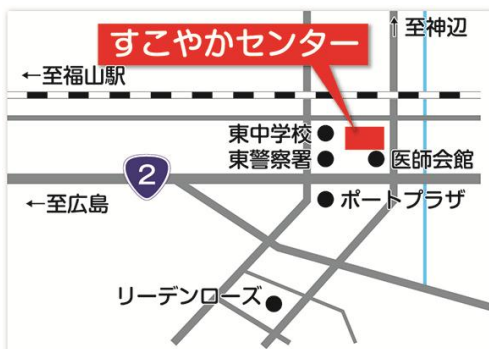 ↑至神辺
すこやかセンター
←至福山駅
東中学校
東警察署
医師会館
2
←至広島
ポートプラザ
リーデンローズ